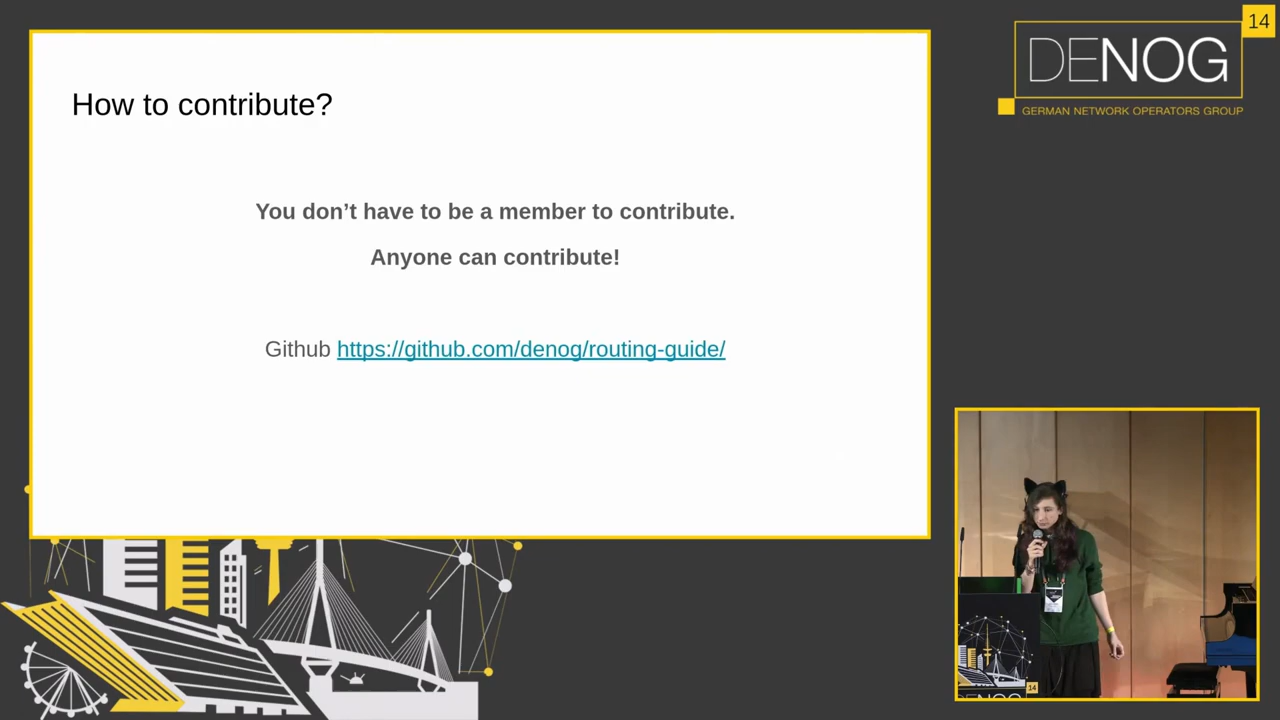 How to contribute?
You don’t have to be a member to contribute.
Anyone can contribute!
Github https://github.com/denog/routing-guide/
14
DENOG
GERMAN NETWORK OPERATORS GROUP
14